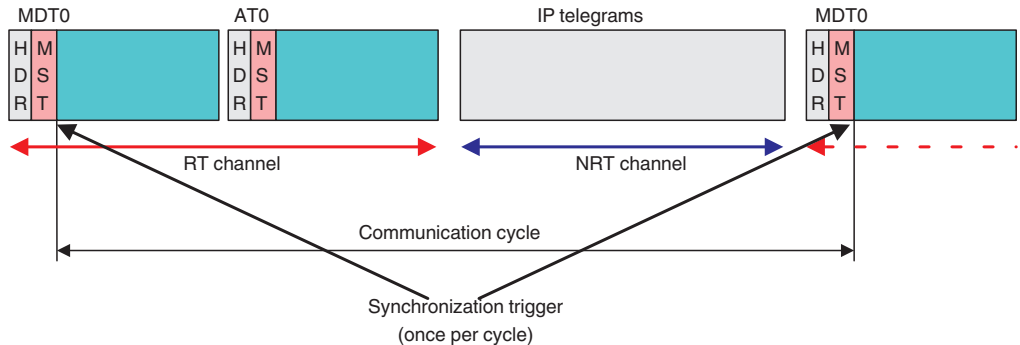 MDT0
AT0
IP telegrams
MDT0
H M
D S
R T
H M
D S
R T
H M
D S
R T
RT channel
NRT channel
Communication cycle
Synchronization trigger
(once per cycle)